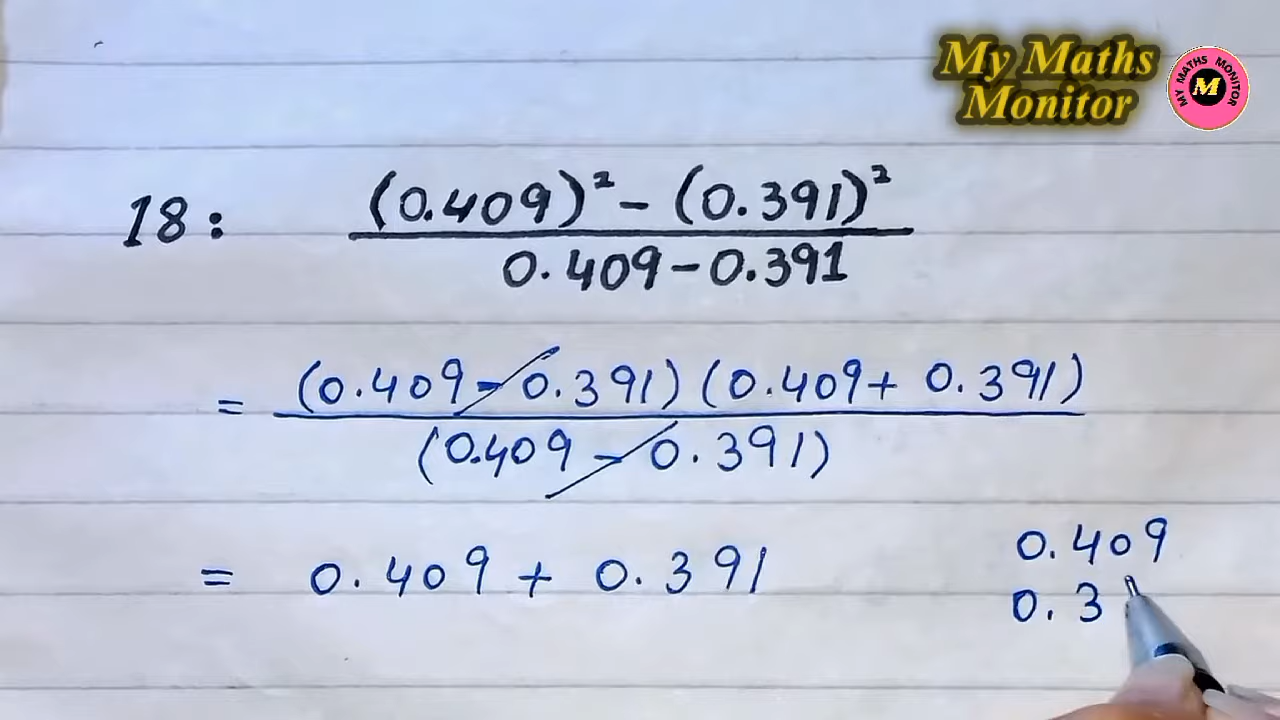 My Maths
Monitor
MY MATHS MONITOR
M
18: (0.409)² - (0.391)²
0.409 - 0.391
= (0.409 - 0.391) (0.409 + 0.391)
(0.409 - 0.391)
= 0.409 + 0.391
0.409
0.3